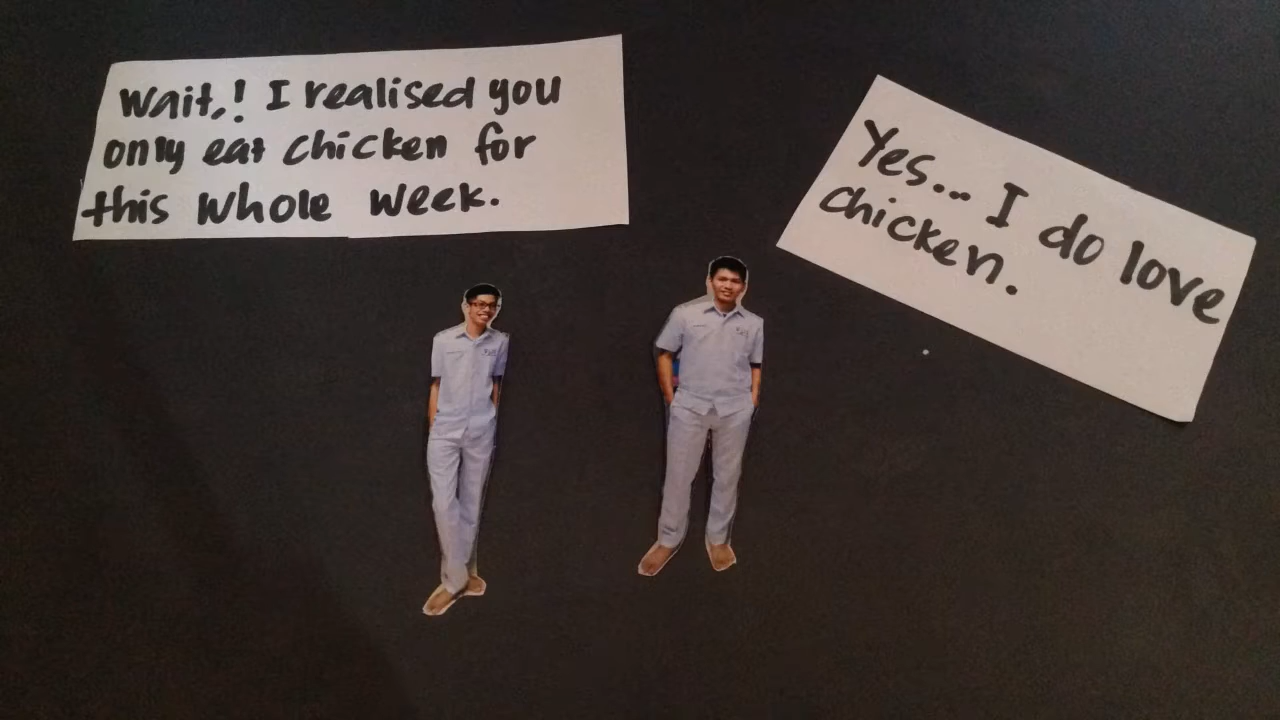 Wait,! I realised you
only eat chicken for
this whole week.
Yes... I do love
chicken.